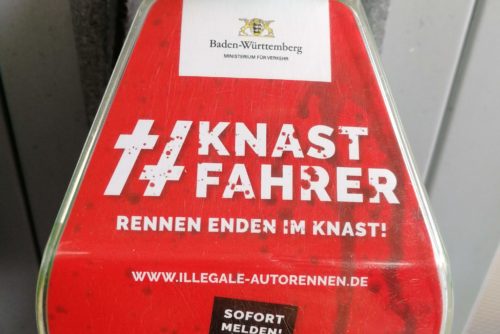 Baden-Württemberg
MINISTERIUM FÜR VERKEHR
#KNAST
FAHRER
RENNEN ENDEN IM KNAST!
WWW.ILLEGALE-AUTORENNEN.DE
SOFORT
MELDEN!